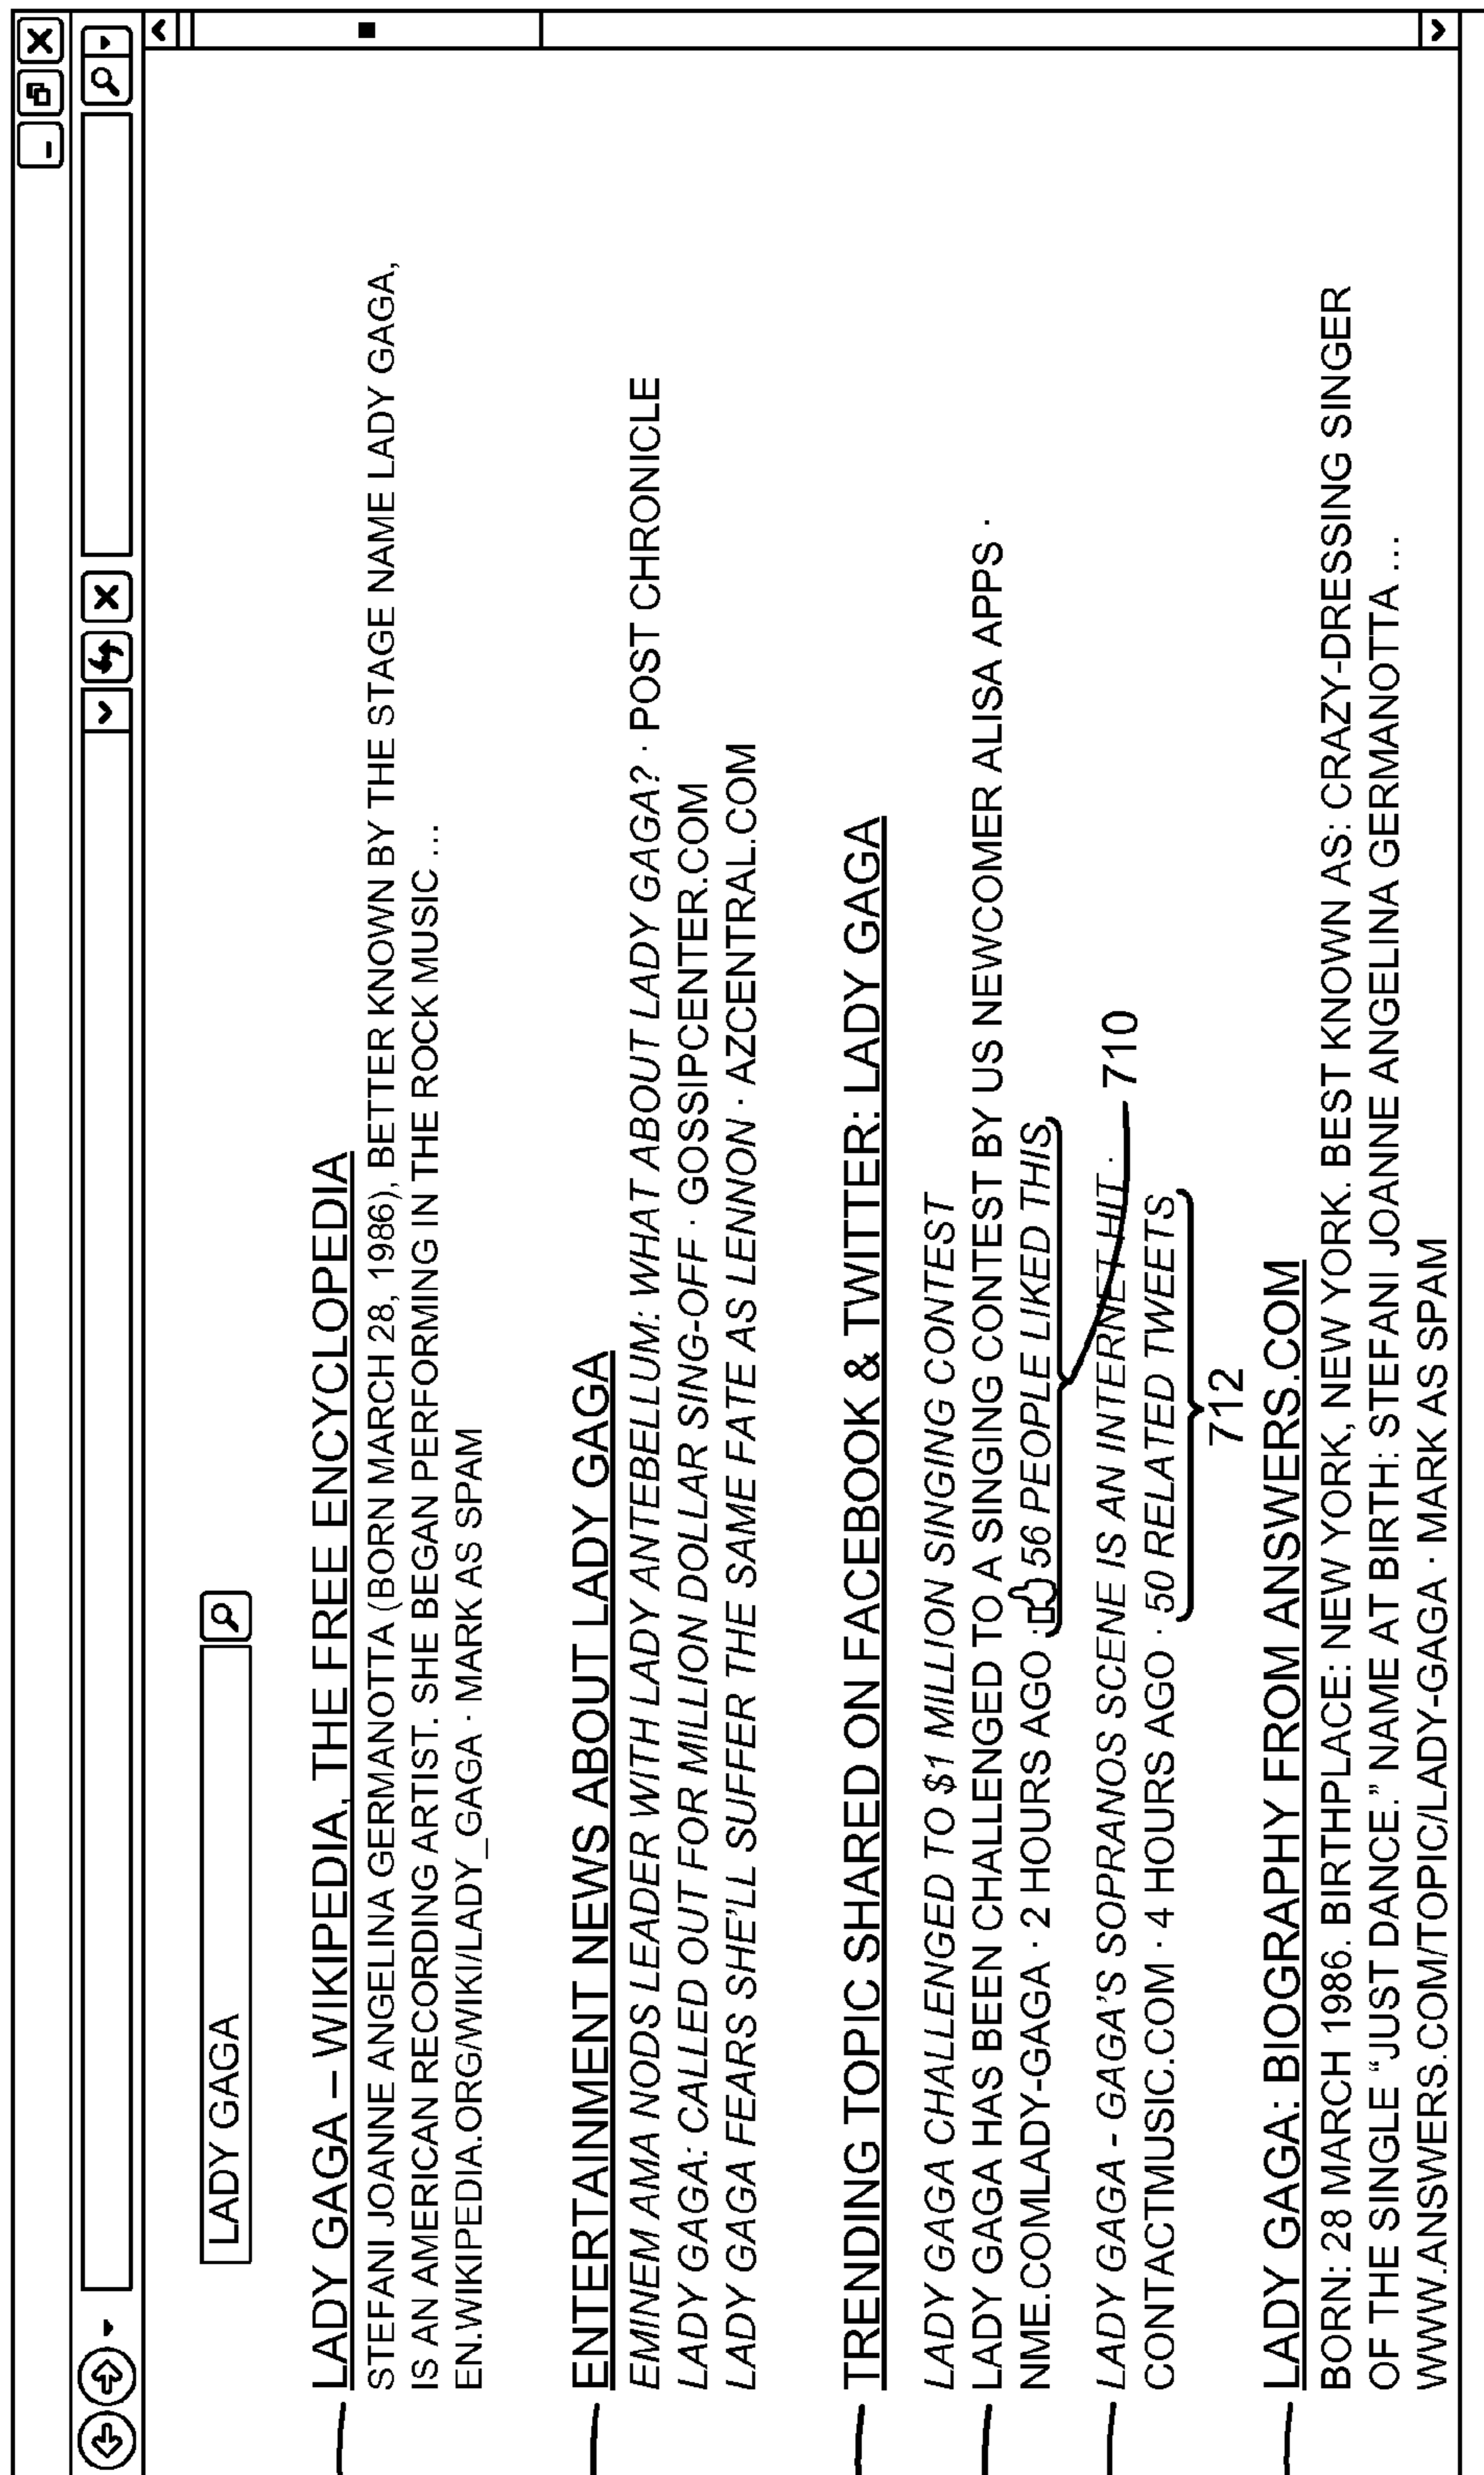 LADY GAGA
LADY GAGA – WIKIPEDIA, THE FREE ENCYCLOPEDIA
STEFANI JOANNE ANGELINA GERMANOTTA (BORN MARCH 28, 1986), BETTER KNOWN BY THE STAGE NAME LADY GAGA,
IS AN AMERICAN RECORDING ARTIST. SHE BEGAN PERFORMING IN THE ROCK MUSIC ...
EN.WIKIPEDIA.ORG/WIKI/LADY_GAGA · MARK AS SPAM
ENTERTAINMENT NEWS ABOUT LADY GAGA
EMINEM AMA NODS LEADER WITH LADY ANTEBELLUM: WHAT ABOUT LADY GAGA? · POST CHRONICLE
LADY GAGA: CALLED OUT FOR MILLION DOLLAR SING-OFF · GOSSIPCENTER.COM
LADY GAGA FEARS SHE'LL SUFFER THE SAME FATE AS LENNON · AZCENTRAL.COM
TRENDING TOPIC SHARED ON FACEBOOK & TWITTER: LADY GAGA
LADY GAGA CHALLENGED TO $1 MILLION SINGING CONTEST
LADY GAGA HAS BEEN CHALLENGED TO A SINGING CONTEST BY US NEWCOMER ALISA APPS ·
NME.COMLADY-GAGA · 2 HOURS AGO · 56 PEOPLE LIKED THIS
710
LADY GAGA - GAGA'S SOPRANOS SCENE IS AN INTERNET HIT ·
CONTACTMUSIC.COM · 4 HOURS AGO · 50 RELATED TWEETS
712
LADY GAGA: BIOGRAPHY FROM ANSWERS.COM
BORN: 28 MARCH 1986. BIRTHPLACE: NEW YORK, NEW YORK. BEST KNOWN AS: CRAZY-DRESSING SINGER
OF THE SINGLE "JUST DANCE." NAME AT BIRTH: STEFANI JOANNE ANGELINA GERMANOTTA ...
WWW.ANSWERS.COM/TOPIC/LADY-GAGA · MARK AS SPAM